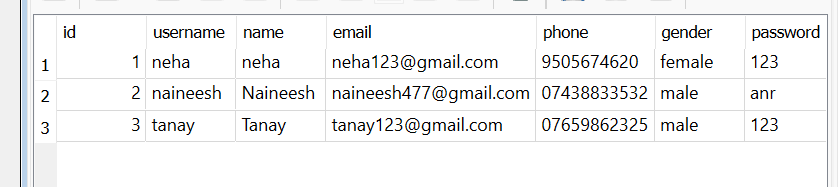 id username name email phone gender password
1 1 neha neha neha123@gmail.com 9505674620 female 123
2 2 naineesh Naineesh naineesh477@gmail.com 07438833532 male anr
3 3 tanay Tanay tanay123@gmail.com 07659862325 male 123